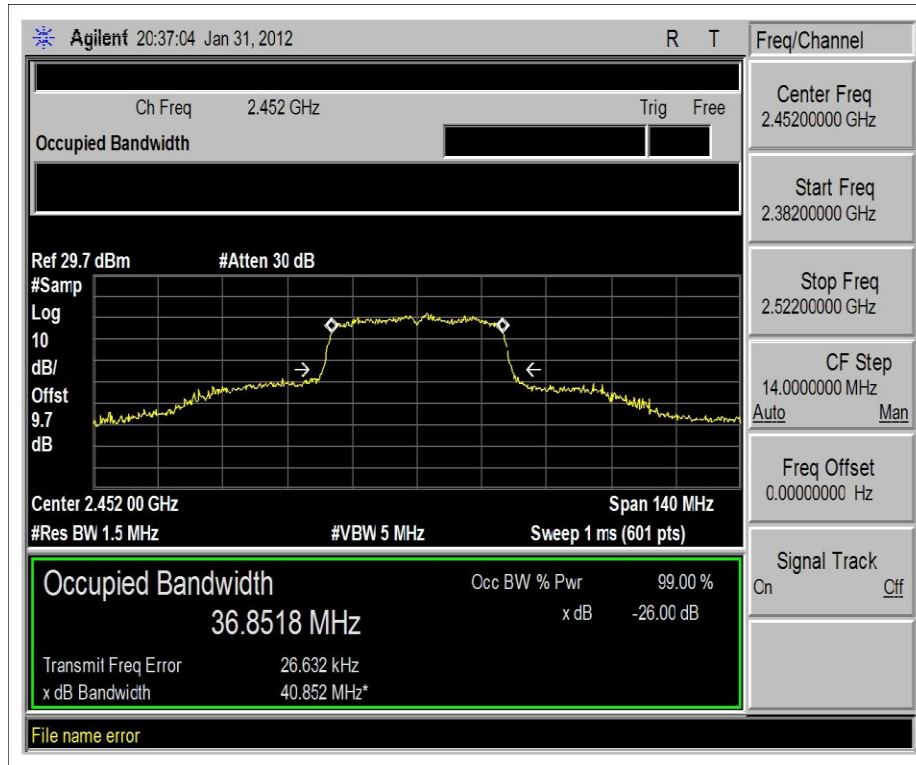 Agilent 20:37:04 Jan 31, 2012 R T
Freq/Channel
Ch Freq 2.452 GHz Trig Free
Occupied Bandwidth
Center Freq
2.45200000 GHz
Start Freq
2.38200000 GHz
Stop Freq
2.52200000 GHz
CF Step
14.0000000 MHz
Auto Man
Freq Offset
0.00000000 Hz
Signal Track
On Off
Ref 29.7 dBm #Atten 30 dB
#Samp
Log
10
dB/
Offst
9.7
dB
Center 2.452 00 GHz Span 140 MHz
#Res BW 1.5 MHz #VBW 5 MHz Sweep 1 ms (601 pts)
Occupied Bandwidth Occ BW % Pwr 99.00 %
36.8518 MHz x dB -26.00 dB
Transmit Freq Error 26.632 kHz
x dB Bandwidth 40.852 MHz*
File name error